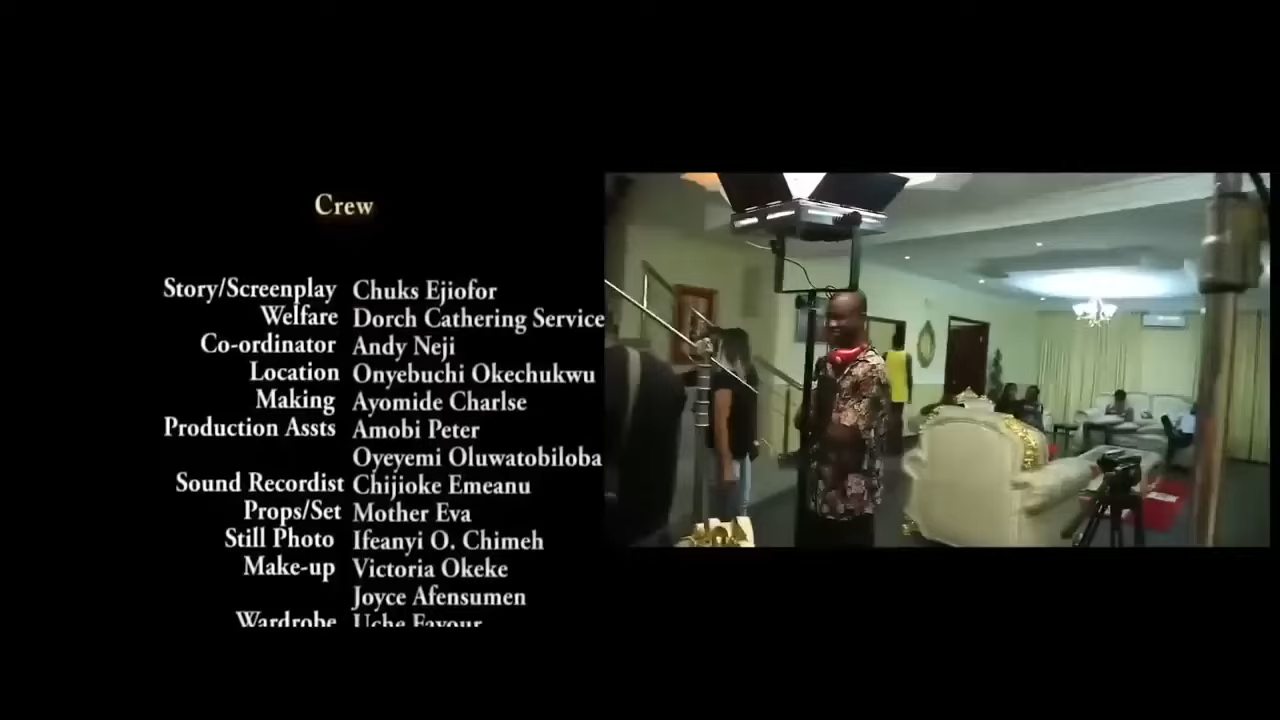 Crew
Story/Screenplay Chuks Ejiofor
Welfare Dorch Cathering Service
Co-ordinator Andy Neji
Location Onyebuchi Okechukwu
Making Ayomide Charlse
Production Assts Amobi Peter
Oyeyemi Oluwatobiloba
Sound Recordist Chijioke Emeanu
Props/Set Mother Eva
Still Photo Ifeanyi O. Chimeh
Make-up Victoria Okeke
Joyce Afensumen
Wardrobe Uche Favour